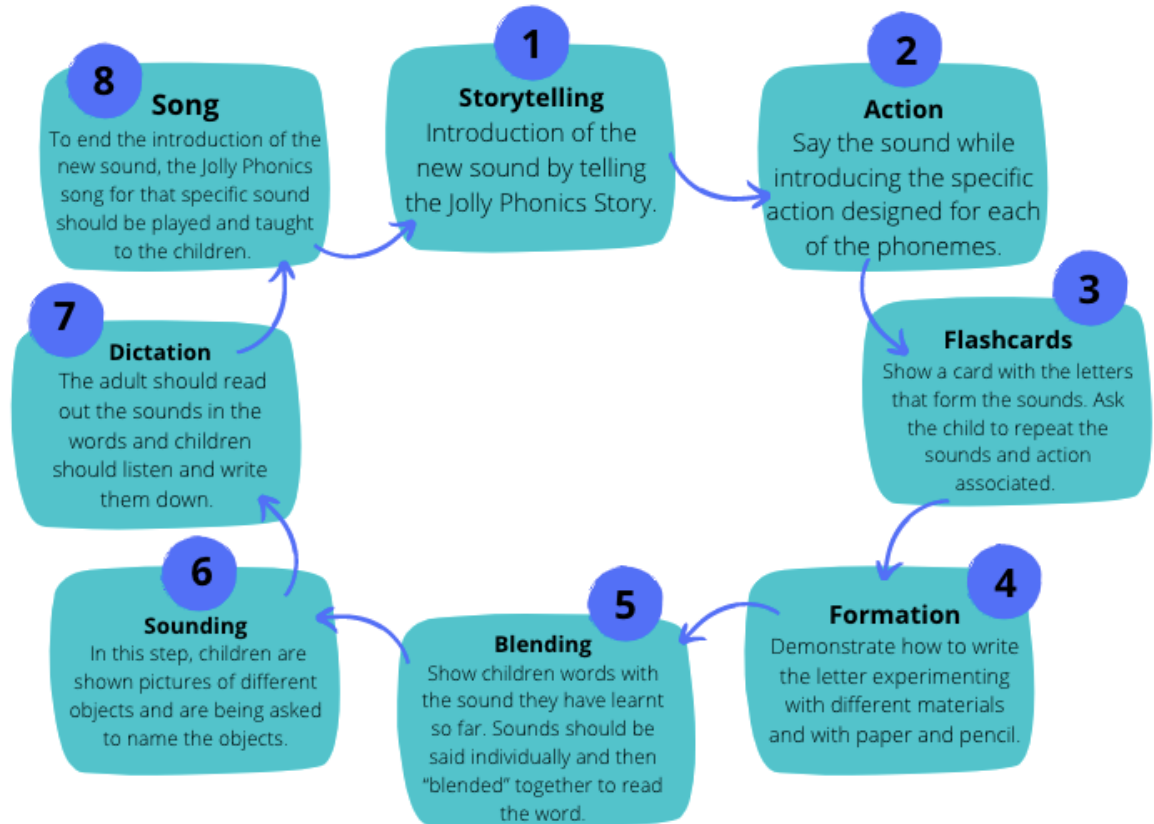 1
Storytelling
Introduction of the
new sound by telling
the Jolly Phonics Story.
2
Action
Say the sound while
introducing the specific
action designed for each
of the phonemes.
3
Flashcards
Show a card with the letters
that form the sounds. Ask
the child to repeat the
sounds and action
associated.
4
Formation
Demonstrate how to write
the letter experimenting
with different materials
and with paper and pencil.
5
Blending
Show children words with
the sound they have learnt
so far. Sounds should be
said individually and then
“blended” together to read
the word.
6
Sounding
In this step, children are
shown pictures of different
objects and are being asked
to name the objects.
7
Dictation
The adult should read
out the sounds in the
words and children
should listen and write
them down.
8
Song
To end the introduction of the
new sound, the Jolly Phonics
song for that specific sound
should be played and taught
to the children.